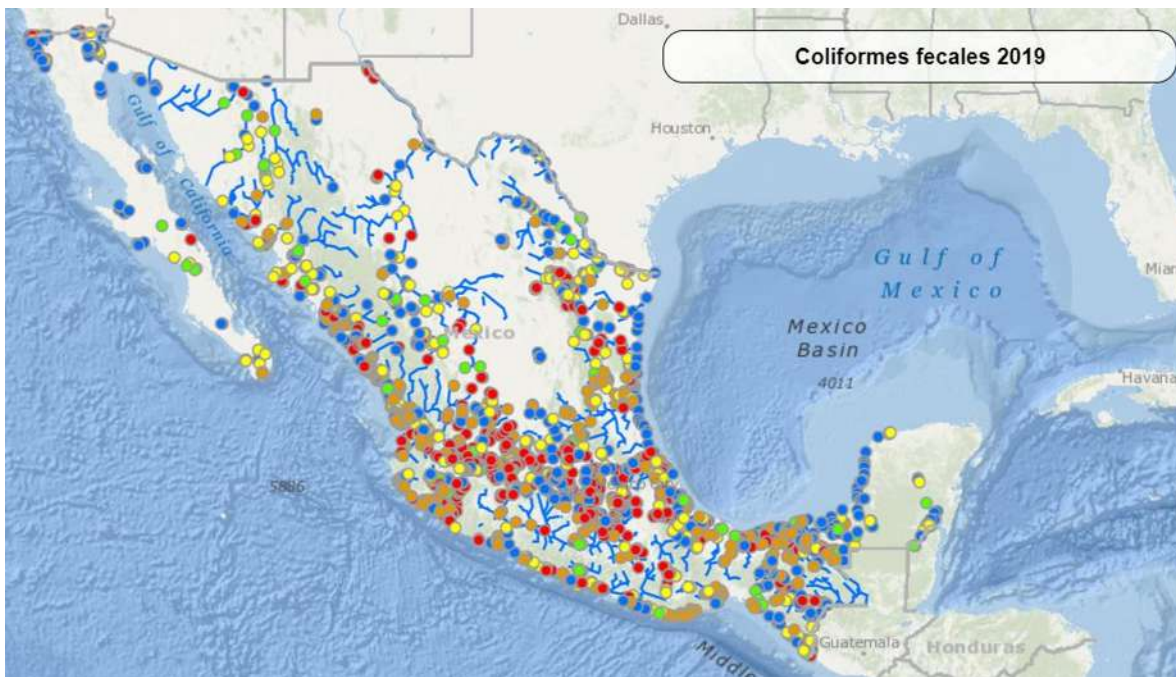 Dallas
Coliformes fecales 2019
Houston
Gulf of
California
Gulf of
Mexico
Miar
Mexico
Mexico
Basin
4011
Havana
5886
Guatemala
Honduras
Middle